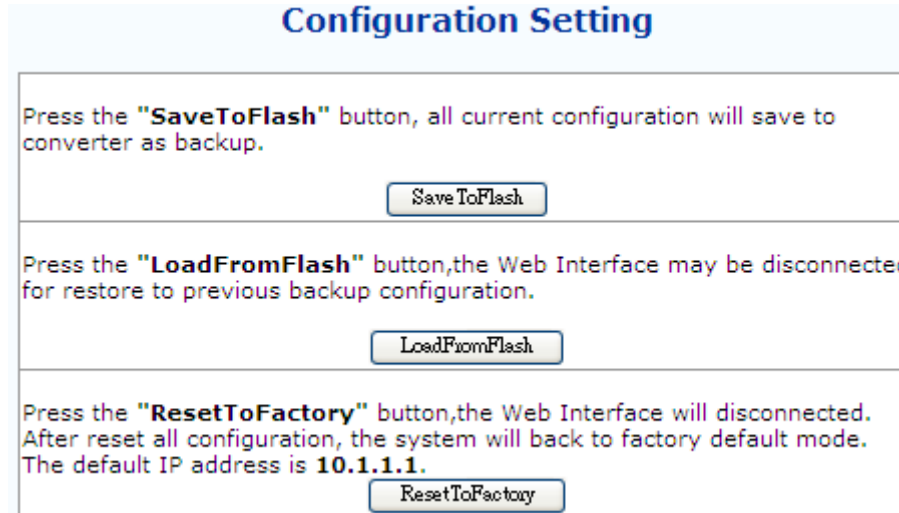 Configuration Setting
Press the "SaveToFlash" button, all current configuration will save to
converter as backup.
SaveToFlash
Press the "LoadFromFlash" button,the Web Interface may be disconnected
for restore to previous backup configuration.
LoadFromFlash
Press the "ResetToFactory" button,the Web Interface will disconnected.
After reset all configuration, the system will back to factory default mode.
The default IP address is 10.1.1.1.
ResetToFactory